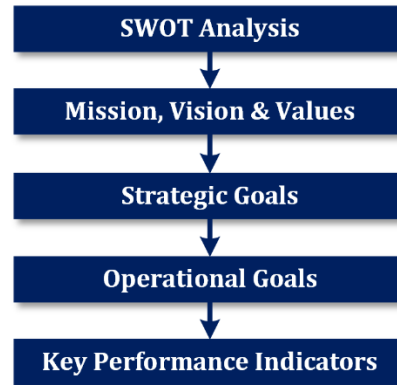 SWOT Analysis
Mission, Vision & Values
Strategic Goals
Operational Goals
Key Performance Indicators